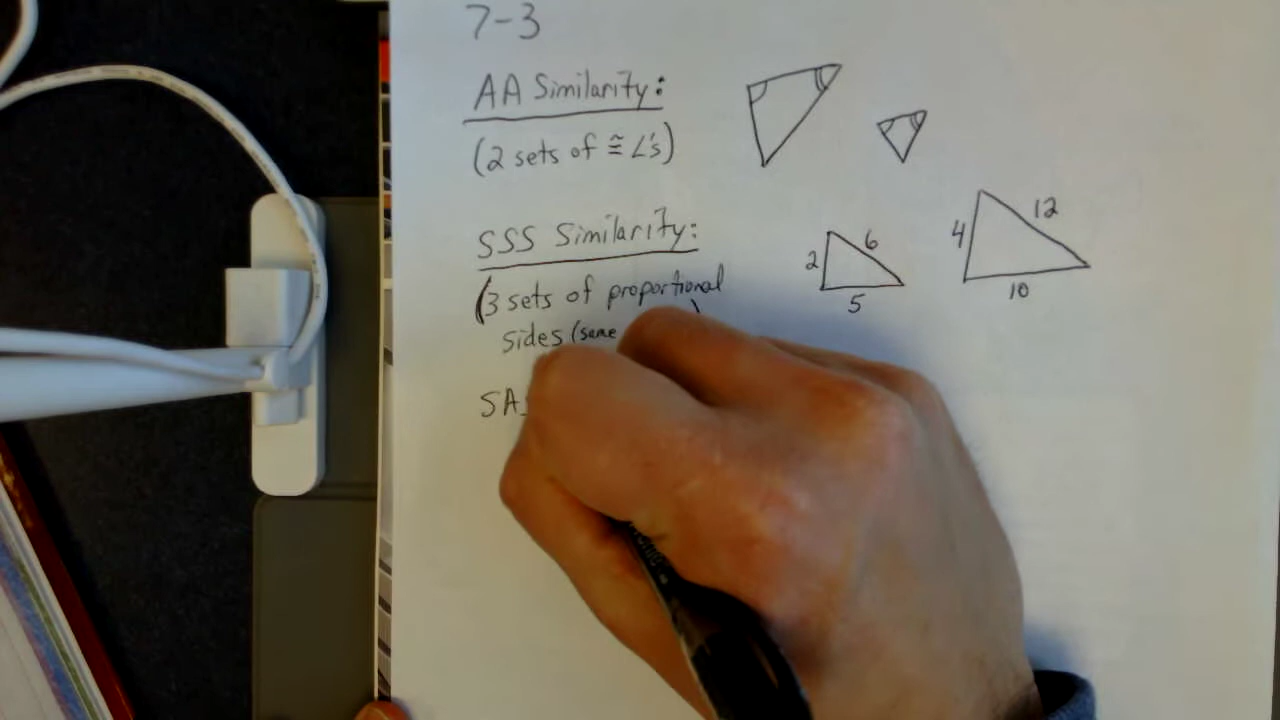 7-3
AA Similarity:
(2 sets of ≅ ∠'s)
SSS Similarity:
(3 sets of proportional
sides (same
SAS
2
6
5
4
12
10